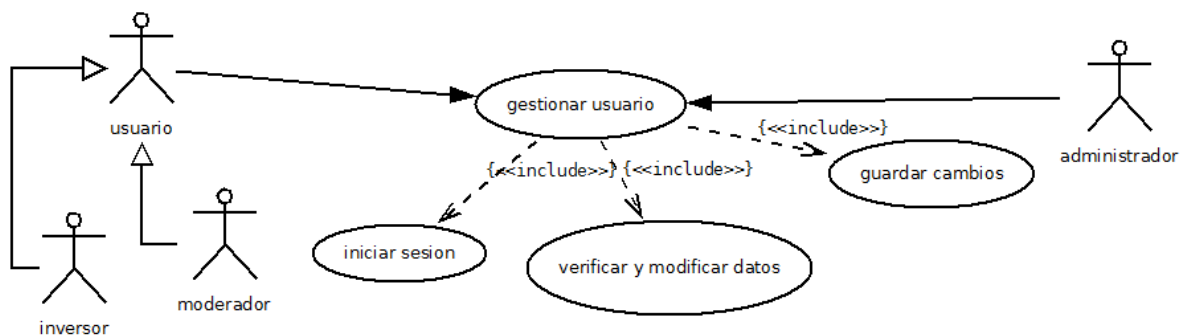 usuario
gestionar usuario
{<<include>>}
administrador
{<<include>>}
{<<include>>}
guardar cambios
iniciar sesion
verificar y modificar datos
moderador
inversor